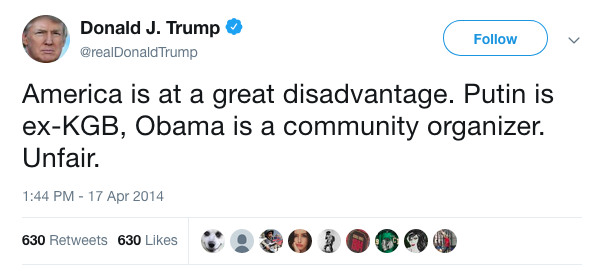 Donald J. Trump
@realDonaldTrump
Follow
America is at a great disadvantage. Putin is
ex-KGB, Obama is a community organizer.
Unfair.
1:44 PM - 17 Apr 2014
630 Retweets 630 Likes